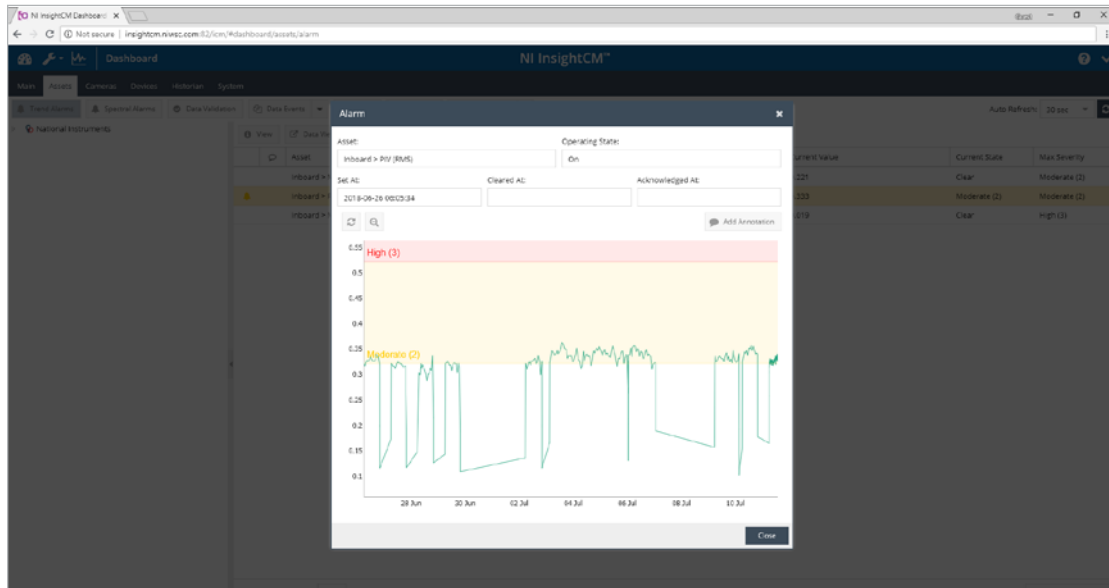 NI InsightCM Dashboard
Not secure | insightcm.niwsc.com:82/icm/#dashboard/assets/alarm
Dashboard
NI InsightCM™
Main Assets Cameras Devices Historian System
Trend Alarms Spectral Alarms Data Validation Data Events
Auto Refresh: 30 sec
National Instruments
View
Asset
Current Value Current State Max Severity
Clear Moderate (2)
Moderate (2) Moderate (2)
Clear High (3)
Alarm
Asset: Operating State:
Inboard > PIV (RMS) On
Set At: Cleared At: Acknowledged At:
2018-06-26 06:05:34
Add Annotation
0.55
High (3)
0.5
0.45
0.4
0.35
Moderate (2)
0.3
0.25
0.2
0.15
0.1
28 Jun 30 Jun 02 Jul 04 Jul 06 Jul 08 Jul 10 Jul
Close